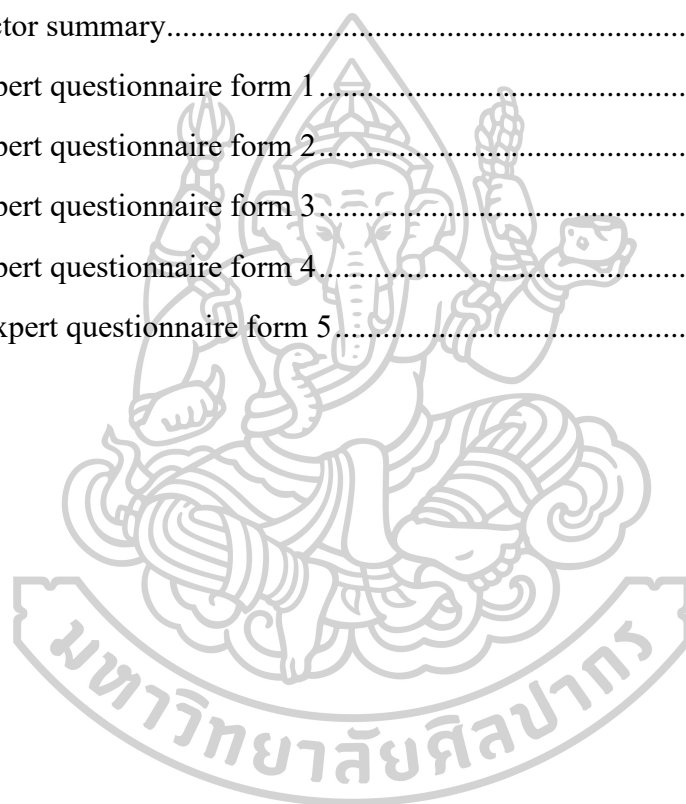 ctor summary.......................................................
pert questionnaire form 1................................................
pert questionnaire form 2................................................
pert questionnaire form 3................................................
pert questionnaire form 4................................................
xpert questionnaire form 5..............................................
มหาวิทยาลัยศิลปากร